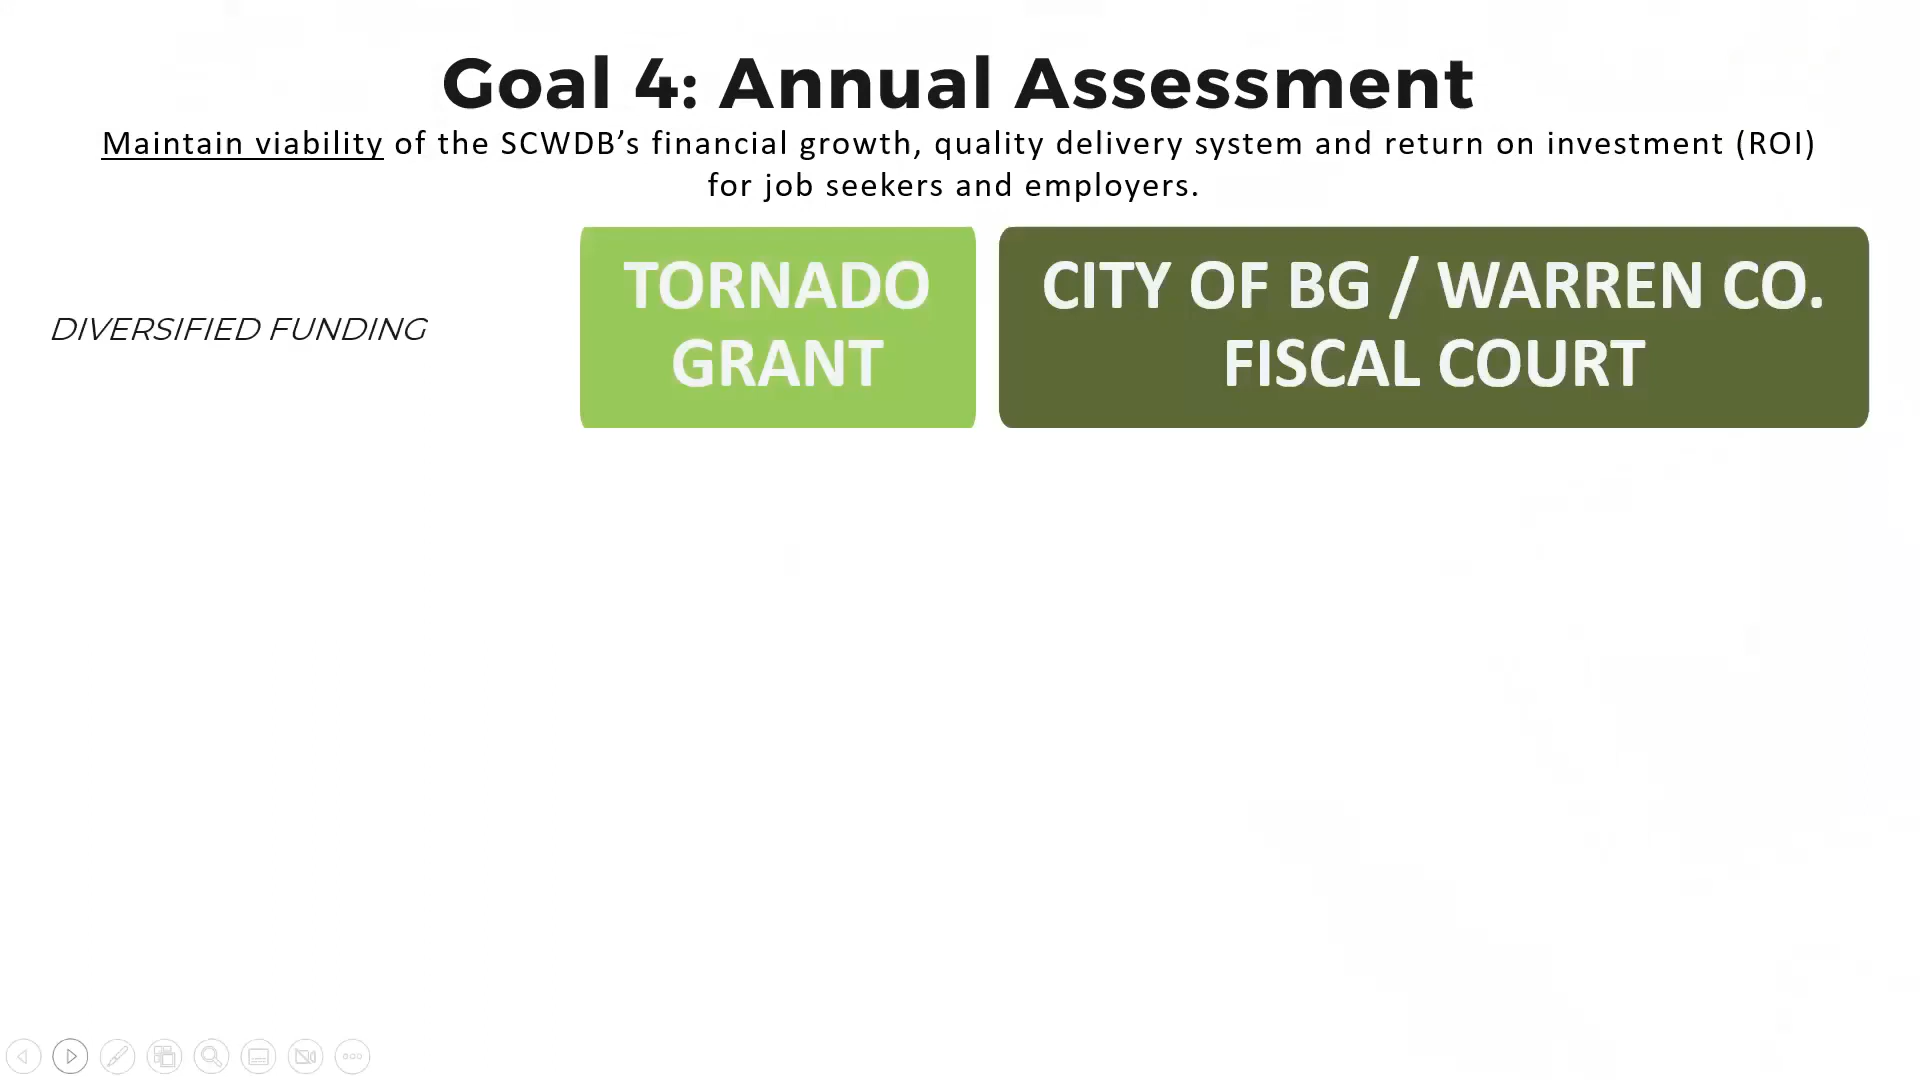 Goal 4: Annual Assessment
Maintain viability of the SCWDB’s financial growth, quality delivery system and return on investment (ROI)
for job seekers and employers.
DIVERSIFIED FUNDING
TORNADO
GRANT
CITY OF BG / WARREN CO.
FISCAL COURT